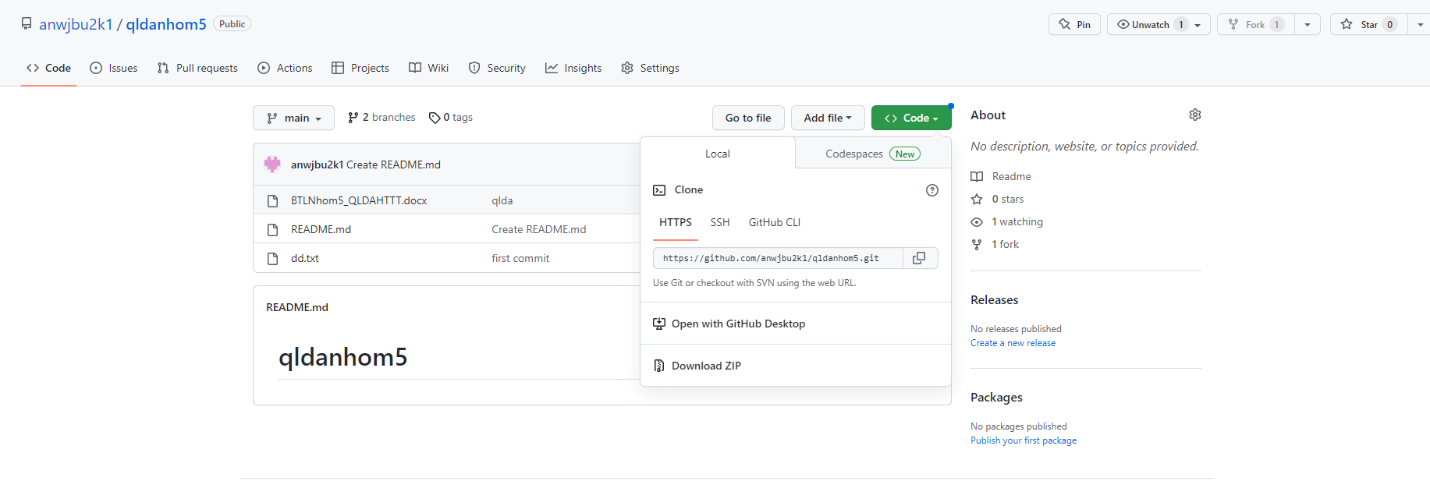 anwjbu2k1 / qldanhom5 Public
Pin Unwatch 1 Fork 1 Star 0
Code Issues Pull requests Actions Projects Wiki Security Insights Settings
main 2 branches 0 tags Go to file Add file Code
anwjbu2k1 Create README.md
BTLNhom5_QLDAHTTT.docx qlda
README.md Create README.md
dd.txt first commit
README.md
qldanhom5
Local Codespaces New
Clone
HTTPS SSH GitHub CLI
https://github.com/anwjbu2k1/qldanhom5.git
Use Git or checkout with SVN using the web URL.
Open with GitHub Desktop
Download ZIP
About
No description, website, or topics provided.
Readme
0 stars
1 watching
1 fork
Releases
No releases published
Create a new release
Packages
No packages published
Publish your first package